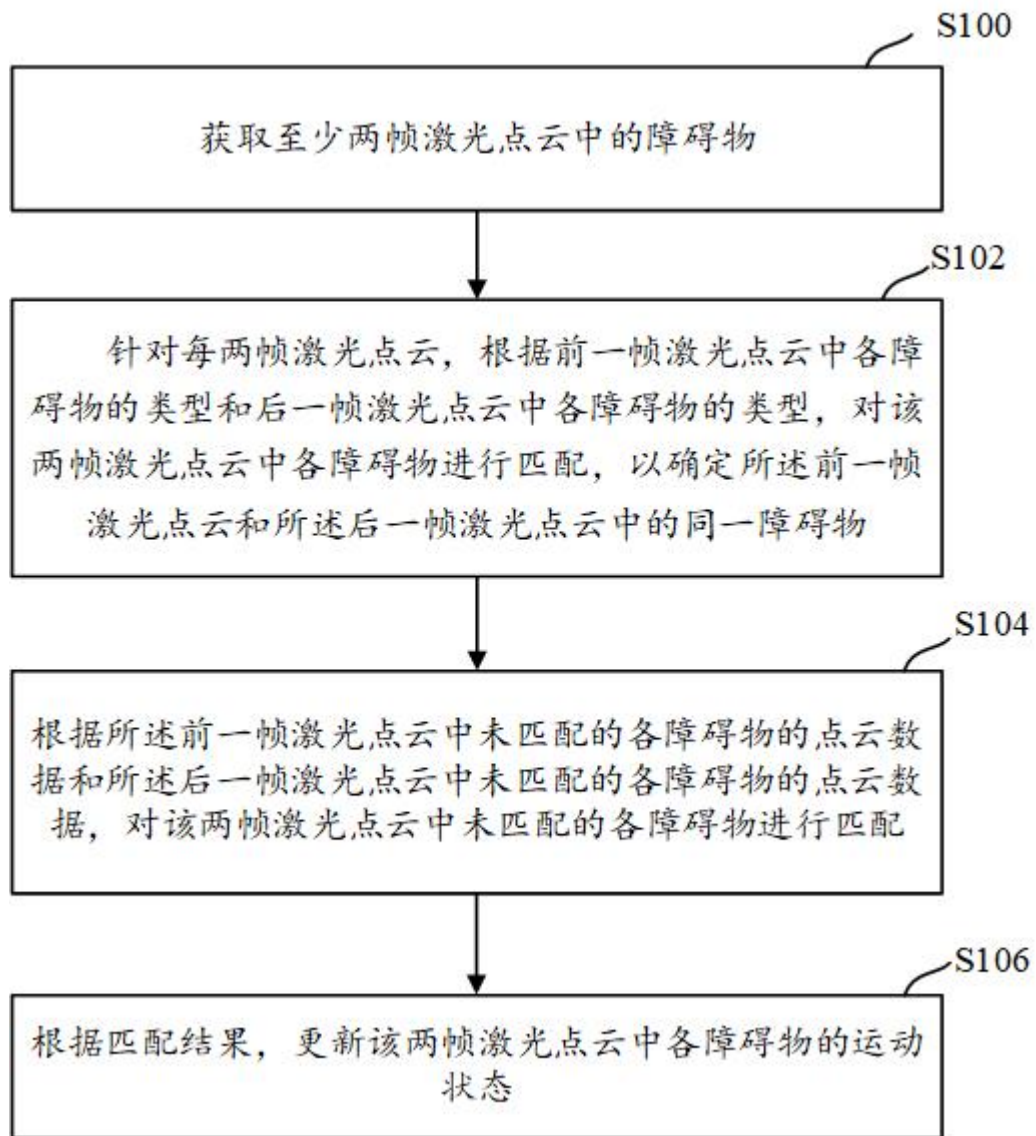 S100
获取至少两帧激光点云中的障碍物
S102
针对每两帧激光点云，根据前一帧激光点云中各障
碍物的类型和后一帧激光点云中各障碍物的类型，对该
两帧激光点云中各障碍物进行匹配，以确定所述前一帧
激光点云和所述后一帧激光点云中的同一障碍物
S104
根据所述前一帧激光点云中未匹配的各障碍物的点云数
据和所述后一帧激光点云中未匹配的各障碍物的点云数
据，对该两帧激光点云中未匹配的各障碍物进行匹配
S106
根据匹配结果，更新该两帧激光点云中各障碍物的运动
状态